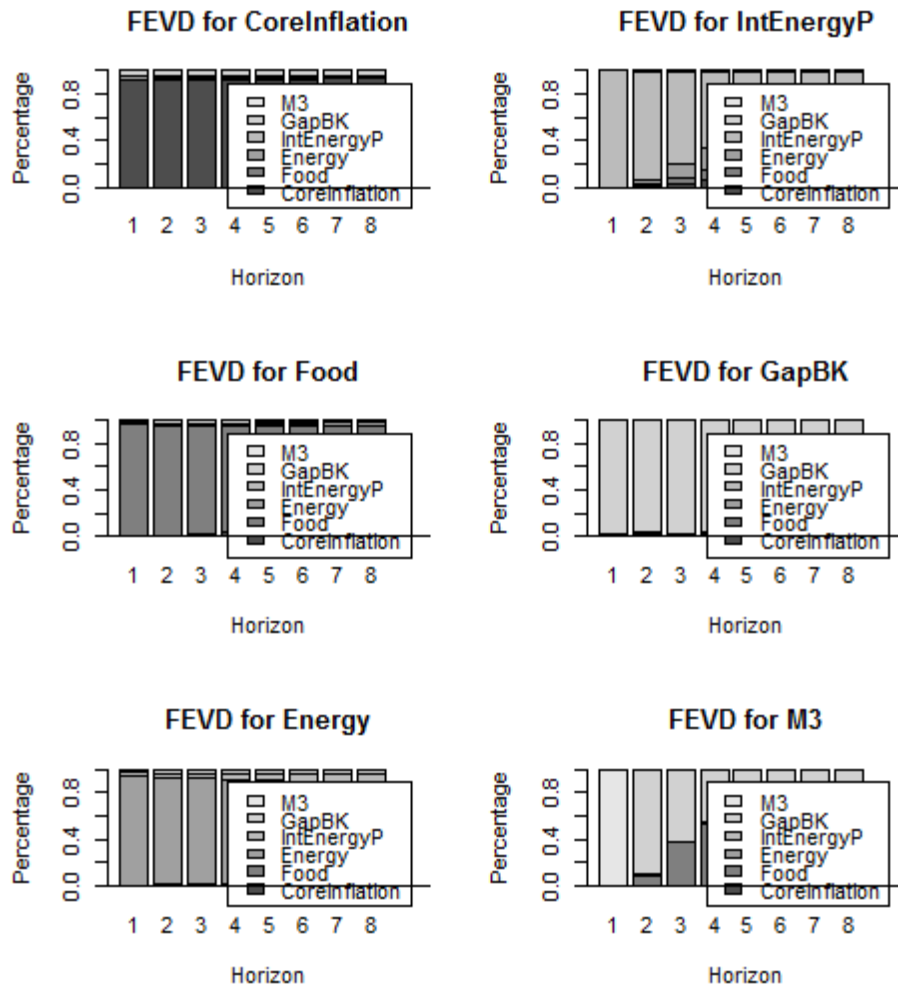 FEVD for CoreInflation
Percentage
0.0 0.4 0.8
M3
GapBK
IntEnergyP
Energy
Food
CoreInflation
1 2 3 4 5 6 7 8
Horizon
FEVD for IntEnergyP
Percentage
0.0 0.4 0.8
M3
GapBK
IntEnergyP
Energy
Food
CoreInflation
1 2 3 4 5 6 7 8
Horizon
FEVD for Food
Percentage
0.0 0.4 0.8
M3
GapBK
IntEnergyP
Energy
Food
CoreInflation
1 2 3 4 5 6 7 8
Horizon
FEVD for GapBK
Percentage
0.0 0.4 0.8
M3
GapBK
IntEnergyP
Energy
Food
CoreInflation
1 2 3 4 5 6 7 8
Horizon
FEVD for Energy
Percentage
0.0 0.4 0.8
M3
GapBK
IntEnergyP
Energy
Food
CoreInflation
1 2 3 4 5 6 7 8
Horizon
FEVD for M3
Percentage
0.0 0.4 0.8
M3
GapBK
IntEnergyP
Energy
Food
CoreInflation
1 2 3 4 5 6 7 8
Horizon